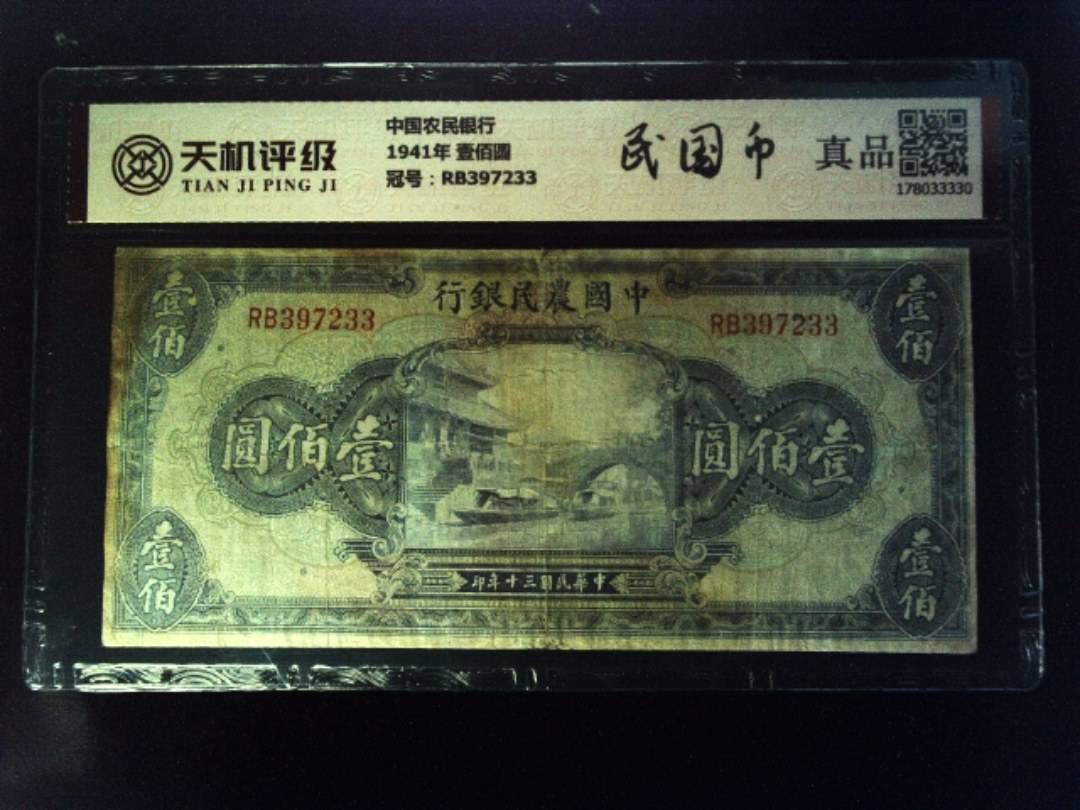 天机评级
TIAN JI PING JI
中国农民银行
1941年 壹佰圆
冠号：RB397233
民国币
真品
178033330
行銀民農國中
壹佰
壹佰
RB397233
RB397233
圓佰壹
圓佰壹
壹佰
壹佰
印年十三國民華中